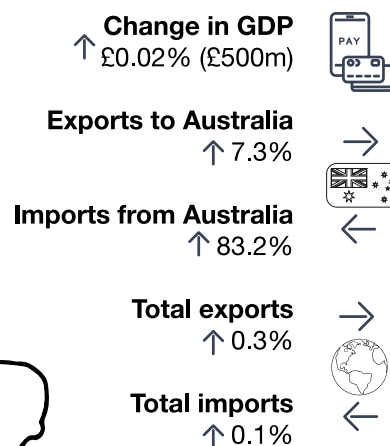 Change in GDP
↑ £0.02% (£500m)
PAY
Exports to Australia
↑ 7.3%
Imports from Australia
↑ 83.2%
Total exports
↑ 0.3%
Total imports
↑ 0.1%